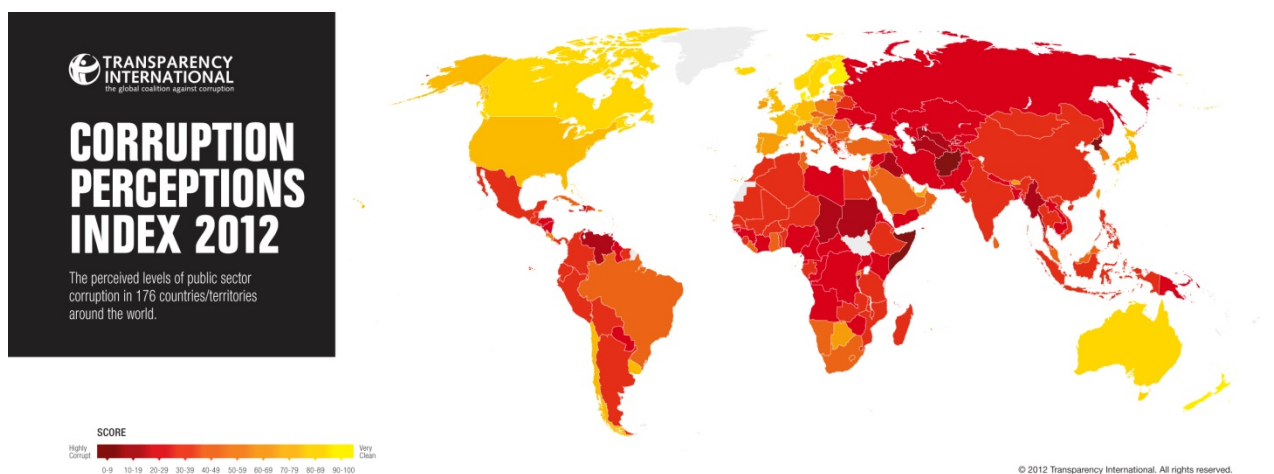 TRANSPARENCY
INTERNATIONAL
the global coalition against corruption
CORRUPTION
PERCEPTIONS
INDEX 2012
The perceived levels of public sector
corruption in 176 countries/territories
around the world.
SCORE
Highly
Corrupt
Very
Clean
0-9 10-19 20-29 30-39 40-49 50-59 60-69 70-79 80-89 90-100
© 2012 Transparency International. All rights reserved.